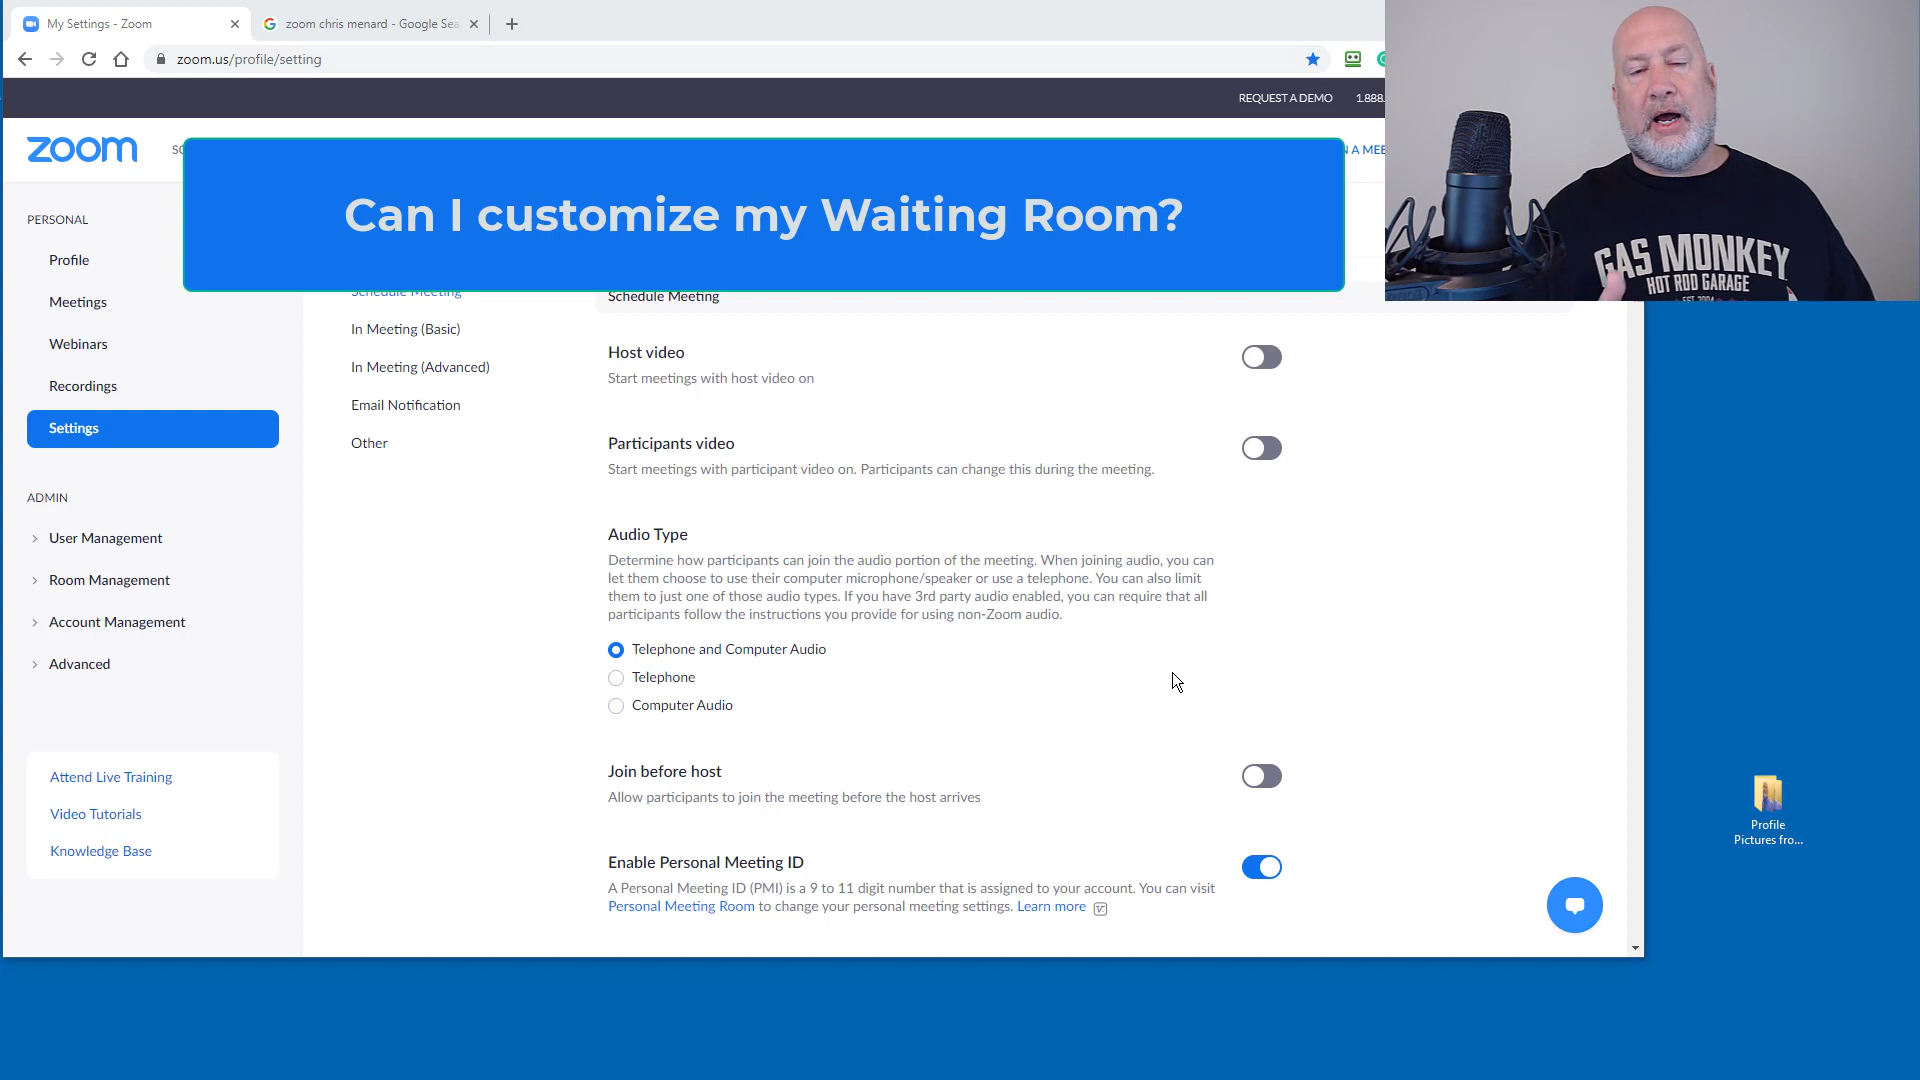 My Settings - Zoom
zoom chris menard - Google Sea
zoom.us/profile/setting
REQUEST A DEMO
1.888.
zoom
SO
Can I customize my Waiting Room?
N A MEE
GAS MONKEY
HOT ROD GARAGE
EST. 2004
PERSONAL
Profile
Meetings
Webinars
Recordings
Settings
ADMIN
User Management
Room Management
Account Management
Advanced
Attend Live Training
Video Tutorials
Knowledge Base
Schedule Meeting
In Meeting (Basic)
In Meeting (Advanced)
Email Notification
Other
Schedule Meeting
Host video
Start meetings with host video on
Participants video
Start meetings with participant video on. Participants can change this during the meeting.
Audio Type
Determine how participants can join the audio portion of the meeting. When joining audio, you can
let them choose to use their computer microphone/speaker or use a telephone. You can also limit
them to just one of those audio types. If you have 3rd party audio enabled, you can require that all
participants follow the instructions you provide for using non-Zoom audio.
Telephone and Computer Audio
Telephone
Computer Audio
Join before host
Allow participants to join the meeting before the host arrives
Enable Personal Meeting ID
A Personal Meeting ID (PMI) is a 9 to 11 digit number that is assigned to your account. You can visit
Personal Meeting Room to change your personal meeting settings. Learn more
Profile
Pictures fro...